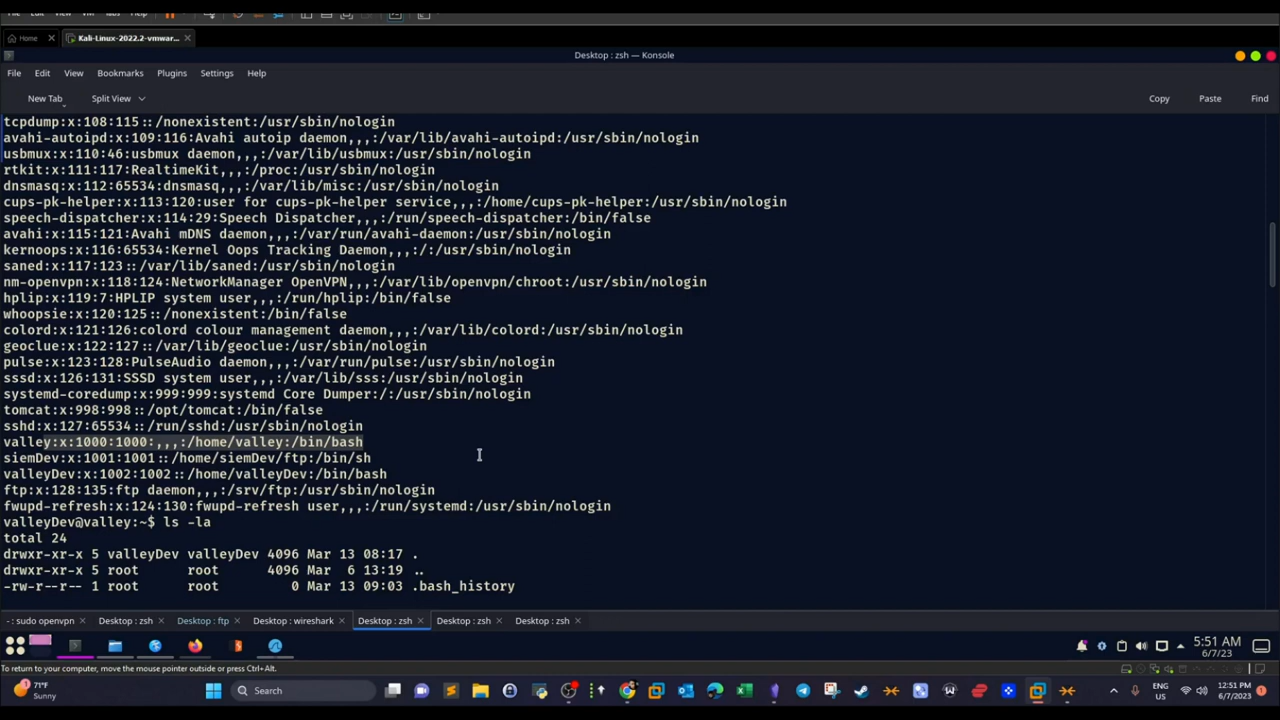 Home
Kali-Linux-2022.2-vmwar...
Desktop : zsh — Konsole
File Edit View Bookmarks Plugins Settings Help
New Tab Split View Copy Paste Find
tcpdump:x:108:115::/nonexistent:/usr/sbin/nologin
avahi-autoipd:x:109:116:Avahi autoip daemon,,,:/var/lib/avahi-autoipd:/usr/sbin/nologin
usbmux:x:110:46:usbmux daemon,,,:/var/lib/usbmux:/usr/sbin/nologin
rtkit:x:111:117:RealtimeKit,,,:/proc:/usr/sbin/nologin
dnsmasq:x:112:65534:dnsmasq,,,:/var/lib/misc:/usr/sbin/nologin
cups-pk-helper:x:113:120:user for cups-pk-helper service,,,:/home/cups-pk-helper:/usr/sbin/nologin
speech-dispatcher:x:114:29:Speech Dispatcher,,,:/run/speech-dispatcher:/bin/false
avahi:x:115:121:Avahi mDNS daemon,,,:/var/run/avahi-daemon:/usr/sbin/nologin
kernoops:x:116:65534:Kernel Oops Tracking Daemon,,,:/:/usr/sbin/nologin
saned:x:117:123::/var/lib/saned:/usr/sbin/nologin
nm-openvpn:x:118:124:NetworkManager OpenVPN,,,:/var/lib/openvpn/chroot:/usr/sbin/nologin
hplip:x:119:7:HPLIP system user,,,:/run/hplip:/bin/false
whoopsie:x:120:125::/nonexistent:/bin/false
colord:x:121:126:colord colour management daemon,,,:/var/lib/colord:/usr/sbin/nologin
geoclue:x:122:127::/var/lib/geoclue:/usr/sbin/nologin
pulse:x:123:128:PulseAudio daemon,,,:/var/run/pulse:/usr/sbin/nologin
sssd:x:126:131:SSSD system user,,,:/var/lib/sss:/usr/sbin/nologin
systemd-coredump:x:999:999:systemd Core Dumper:/:/usr/sbin/nologin
tomcat:x:998:998::/opt/tomcat:/bin/false
sshd:x:127:65534::/run/sshd:/usr/sbin/nologin
valley:x:1000:1000:,,,:/home/valley:/bin/bash
siemDev:x:1001:1001::/home/siemDev/ftp:/bin/sh
valleyDev:x:1002:1002::/home/valleyDev:/bin/bash
ftp:x:128:135:ftp daemon,,,:/srv/ftp:/usr/sbin/nologin
fwupd-refresh:x:124:130:fwupd-refresh user,,,:/run/systemd:/usr/sbin/nologin
valleyDev@valley:~$ ls -la
total 24
drwxr-xr-x 5 valleyDev valleyDev 4096 Mar 13 08:17 .
drwxr-xr-x 5 root root 4096 Mar 6 13:19 ..
-rw-r--r-- 1 root root 0 Mar 13 09:03 .bash_history
- : sudo openvpn Desktop : zsh Desktop : ftp Desktop : wireshark Desktop : zsh Desktop : zsh Desktop : zsh
5:51 AM
6/7/23
To return to your computer, move the mouse pointer outside or press Ctrl+Alt.
71°F
Sunny
Search
ENG
US
12:51 PM
6/7/2023